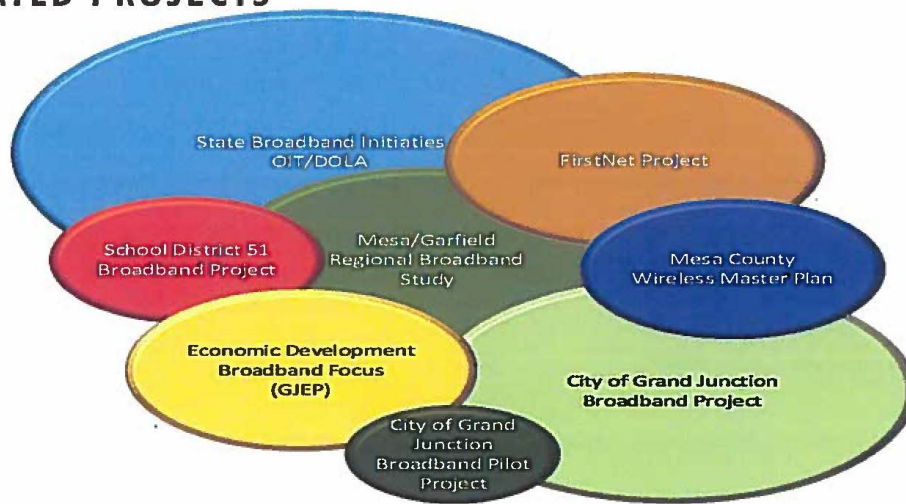 State Broadband Initiaties
OIT/DOLA
FirstNet Project
Mesa/Garfield
Regional Broadband
Study
School District 51
Broadband Project
Mesa County
Wireless Master Plan
Economic Development
Broadband Focus
(GJEP)
City of Grand Junction
Broadband Project
City of Grand
Junction
Broadband Pilot
Project